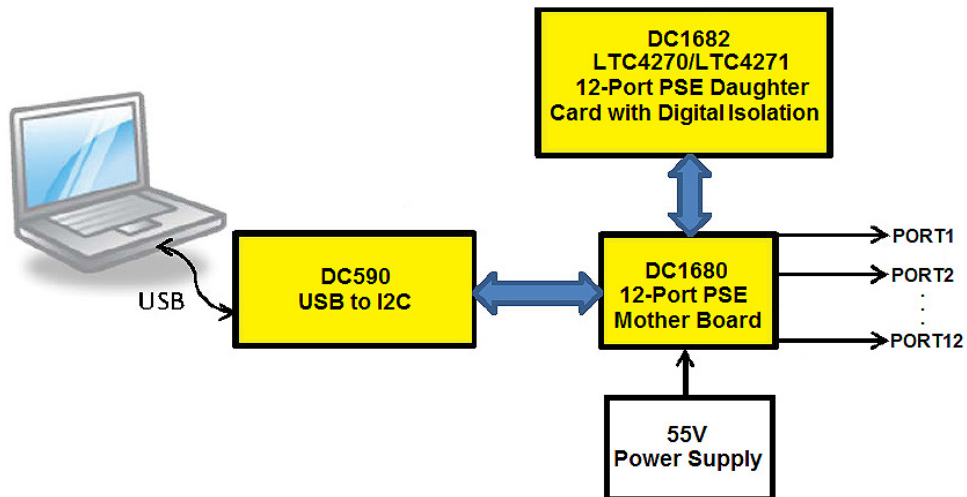 DC1682
LTC4270/LTC4271
12-Port PSE Daughter
Card with Digital Isolation
USB
DC590
USB to I2C
DC1680
12-Port PSE
Mother Board
PORT1
PORT2
PORT12
55V
Power Supply